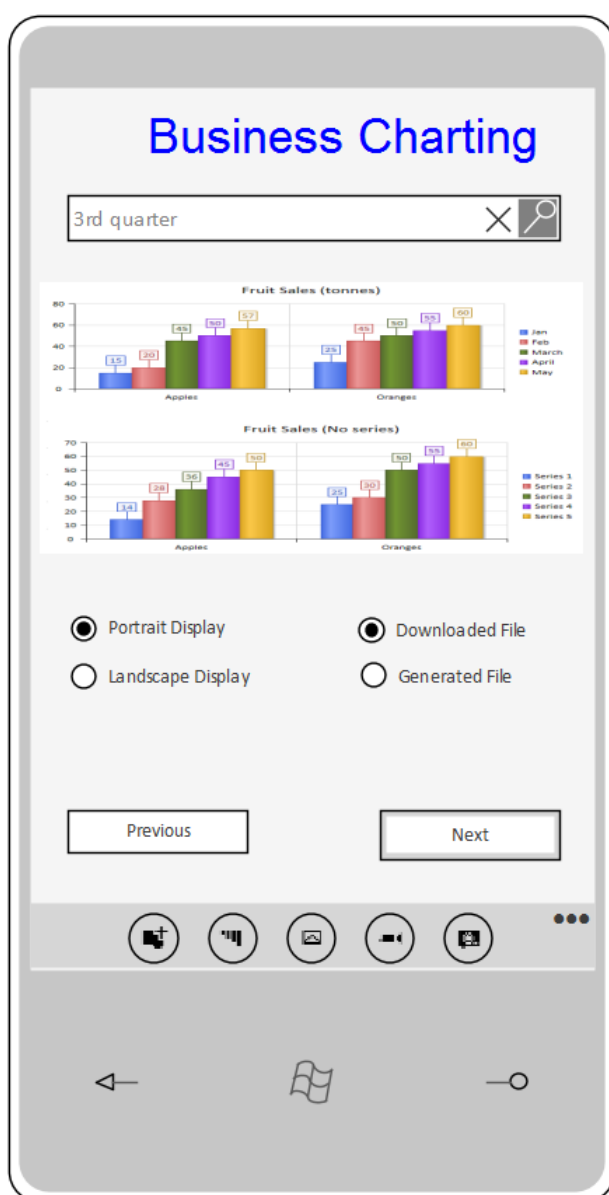 Business Charting
3rd quarter
Fruit Sales (tonnes)
80
60
40
20
0
15
20
45
50
57
25
45
50
55
60
Apples
Oranges
Jan
Feb
March
April
May
Fruit Sales (No series)
70
60
50
40
30
20
10
0
14
28
36
45
50
25
30
50
55
60
Apples
Oranges
Series 1
Series 2
Series 3
Series 4
Series 5
Portrait Display
Downloaded File
Landscape Display
Generated File
Previous
Next